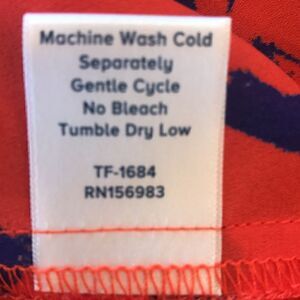 Machine Wash Cold
Separately
Gentle Cycle
No Bleach
Tumble Dry Low
TF-1684
RN156983